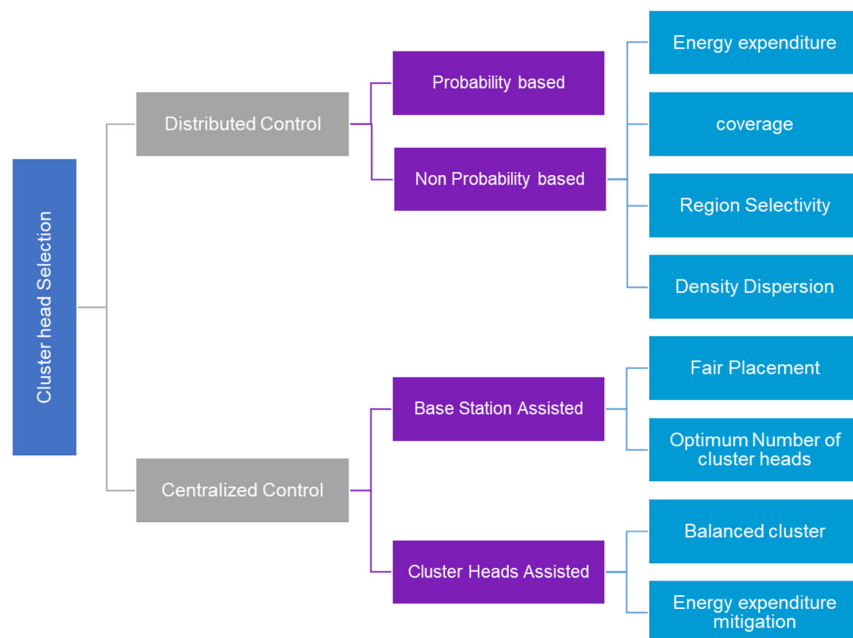 Cluster head Selection
Distributed Control
Probability based
Non Probability based
Energy expenditure
coverage
Region Selectivity
Density Dispersion
Centralized Control
Base Station Assisted
Fair Placement
Optimum Number of
cluster heads
Cluster Heads Assisted
Balanced cluster
Energy expenditure
mitigation